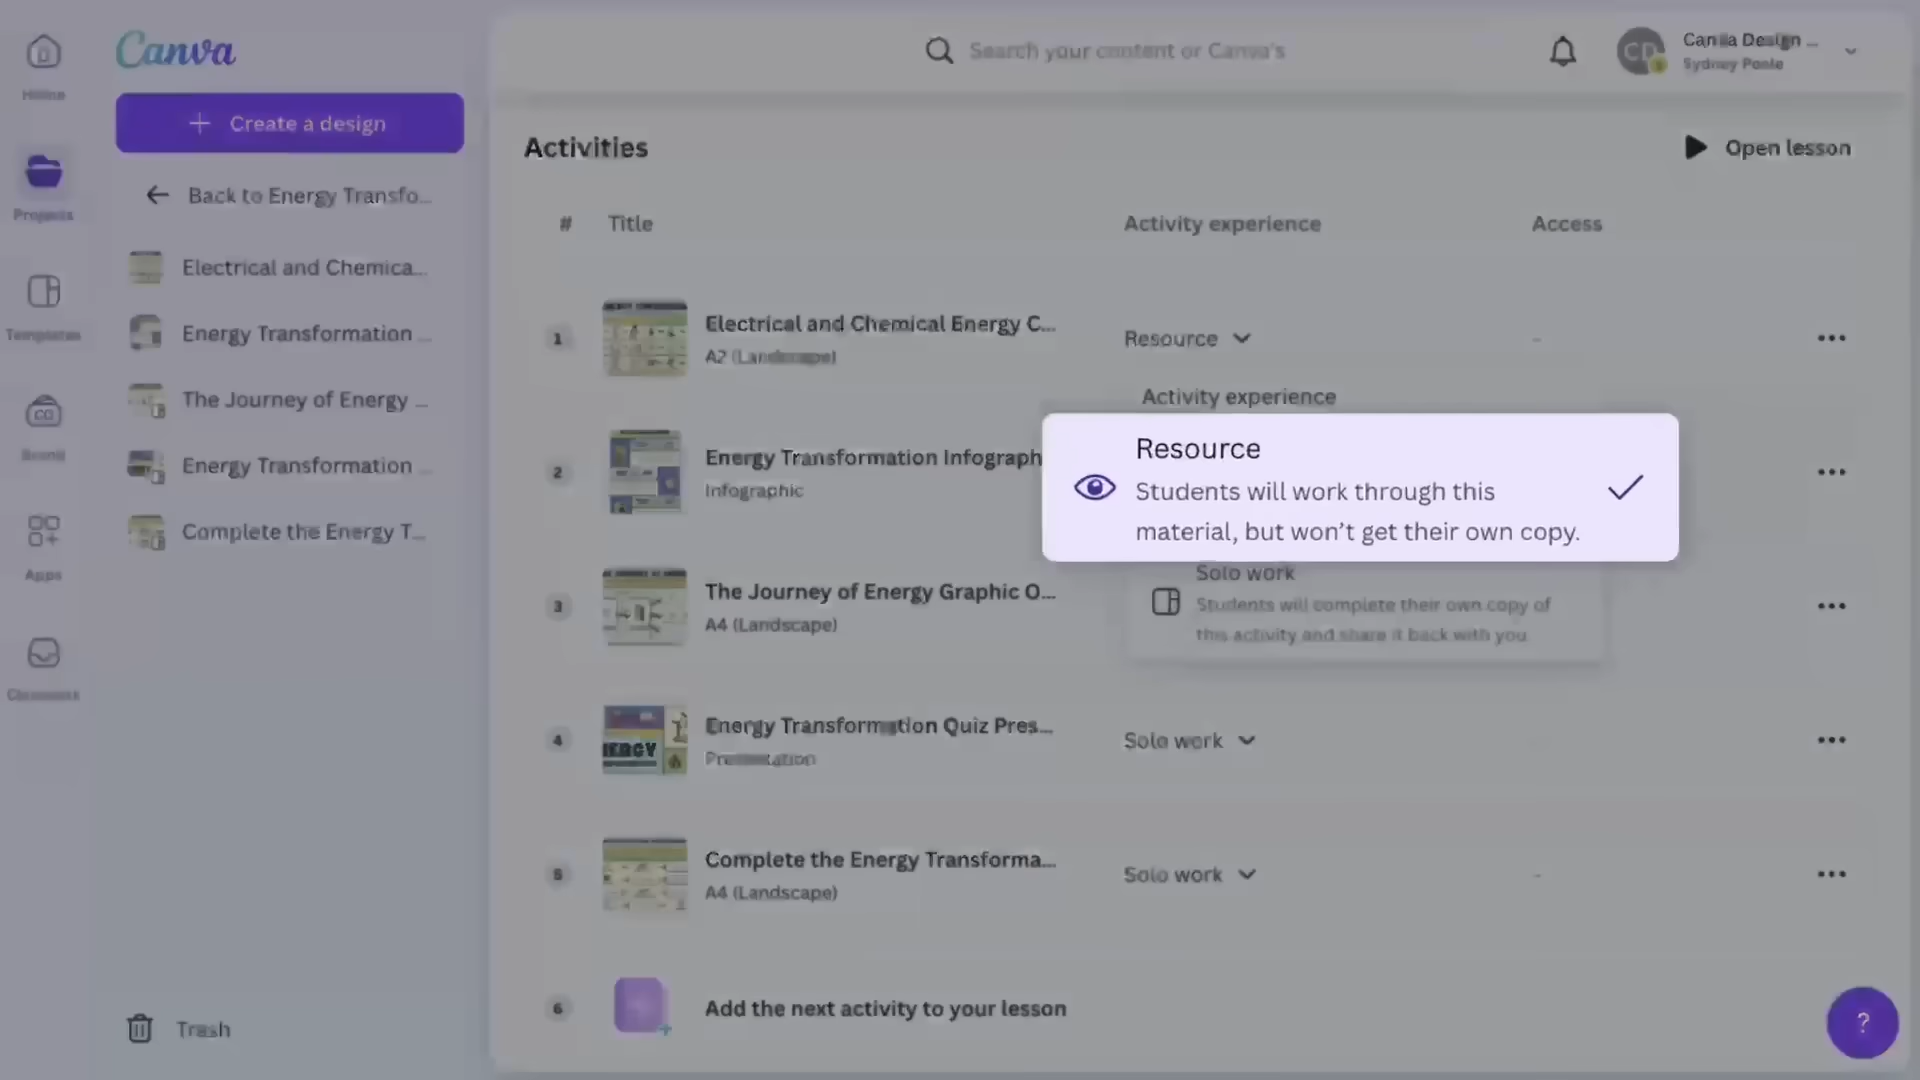 Canva
Search your content or Canva's
Sydney Poole
Home
Create a design
Activities
Open lesson
Back to Energy Transfo...
Projects
# Title Activity experience Access
Electrical and Chemica...
Energy Transformation ...
The Journey of Energy ...
Energy Transformation ...
Complete the Energy T...
Templates
Brand
Apps
Classwork
Trash
1
Electrical and Chemical Energy C...
A2 (Landscape)
Resource
-
Activity experience
Resource
Students will work through this
material, but won't get their own copy.
Solo work
Students will complete their own copy of
this activity and share it back with you
2
Energy Transformation Infograph
Infographic
3
The Journey of Energy Graphic O...
A4 (Landscape)
4
Energy Transformation Quiz Pres...
Presentation
Solo work
5
Complete the Energy Transforma...
A4 (Landscape)
Solo work
-
6
Add the next activity to your lesson
?